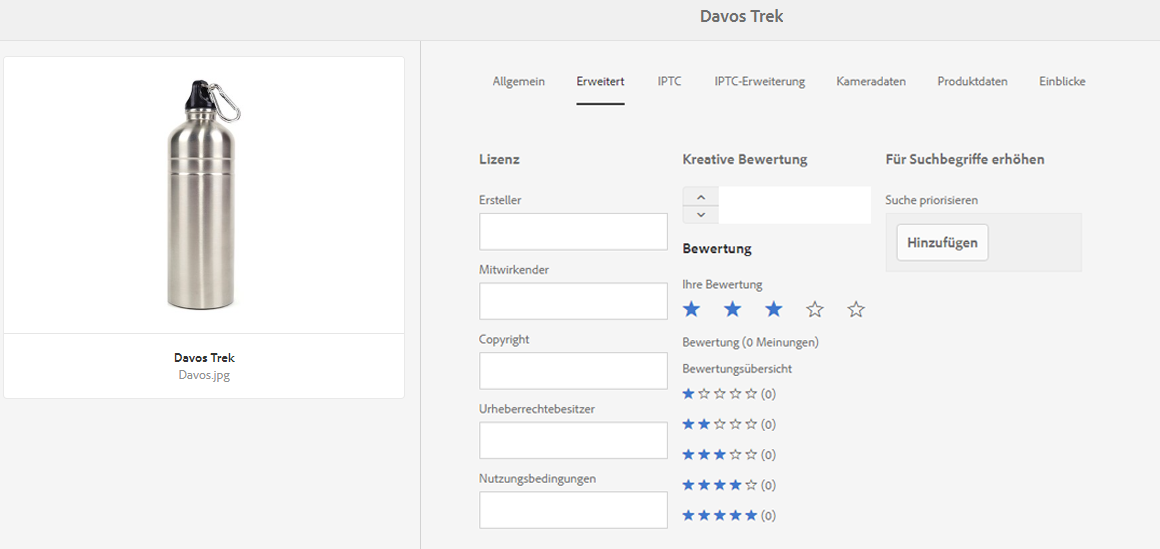 Davos Trek
Davos Trek
Davos.jpg
Allgemein Erweitert IPTC IPTC-Erweiterung Kameradaten Produktdaten Einblicke
Lizenz
Ersteller
Mitwirkender
Copyright
Urheberrechtebesitzer
Nutzungsbedingungen
Kreative Bewertung
Bewertung
Ihre Bewertung
Bewertung (0 Meinungen)
Bewertungsübersicht
(0)
(0)
(0)
(0)
(0)
Für Suchbegriffe erhöhen
Suche priorisieren
Hinzufügen